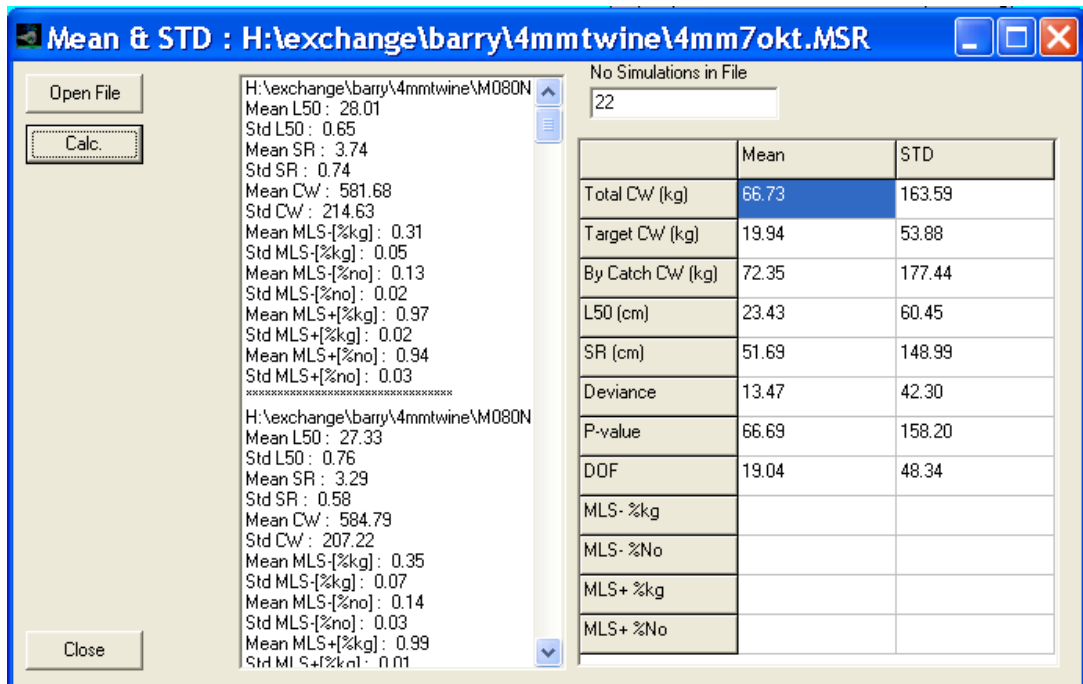 Mean & STD : H:\exchange\barry\4mmtwine\4mm7okt.MSR
Open File
Calc.
Close
H:\exchange\barry\4mmtwine\M080N
Mean L50 : 28.01
Std L50 : 0.65
Mean SR : 3.74
Std SR : 0.74
Mean CW : 581.68
Std CW : 214.63
Mean MLS-[%kg] : 0.31
Std MLS-[%kg] : 0.05
Mean MLS-[%no] : 0.13
Std MLS-[%no] : 0.02
Mean MLS+[%kg] : 0.97
Std MLS+[%kg] : 0.02
Mean MLS+[%no] : 0.94
Std MLS+[%no] : 0.03
*********************************
H:\exchange\barry\4mmtwine\M080N
Mean L50 : 27.33
Std L50 : 0.76
Mean SR : 3.29
Std SR : 0.58
Mean CW : 584.79
Std CW : 207.22
Mean MLS-[%kg] : 0.35
Std MLS-[%kg] : 0.07
Mean MLS-[%no] : 0.14
Std MLS-[%no] : 0.03
Mean MLS+[%kg] : 0.99
Std MLS+[%kg] : 0.01
No Simulations in File
22
Mean STD
Total CW (kg) 66.73 163.59
Target CW (kg) 19.94 53.88
By Catch CW (kg) 72.35 177.44
L50 (cm) 23.43 60.45
SR (cm) 51.69 148.99
Deviance 13.47 42.30
P-value 66.69 158.20
DOF 19.04 48.34
MLS- %kg
MLS- %No
MLS+ %kg
MLS+ %No